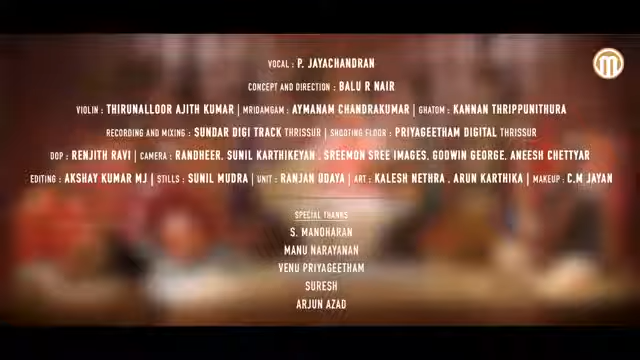 VOCAL : P. JAYACHANDRAN
CONCEPT AND DIRECTION : BALU R NAIR
VIOLIN : THIRUNALLOOR AJITH KUMAR | MRIDAMGAM : AYMANAM CHANDRAKUMAR | GHATOM : KANNAN THRIPPUNITHURA
RECORDING AND MIXING : SUNDAR DIGI TRACK THRISSUR | SHOOTING FLOOR : PRIYAGEETHAM DIGITAL THRISSUR
DOP : RENJITH RAVI | CAMERA : RANDHEER. SUNIL KARTHIKEYAN . SREEMON SREE IMAGES. GODWIN GEORGE. ANEESH CHETTYAR
EDITING : AKSHAY KUMAR MJ | STILLS : SUNIL MUDRA | UNIT : RANJAN UDAYA | ART : KALESH NETHRA . ARUN KARTHIKA | MAKEUP : C.M JAYAN
SPECIAL THANKS
S. MANOHARAN
MANU NARAYANAN
VENU PRIYAGEETHAM
SURESH
ARJUN AZAD